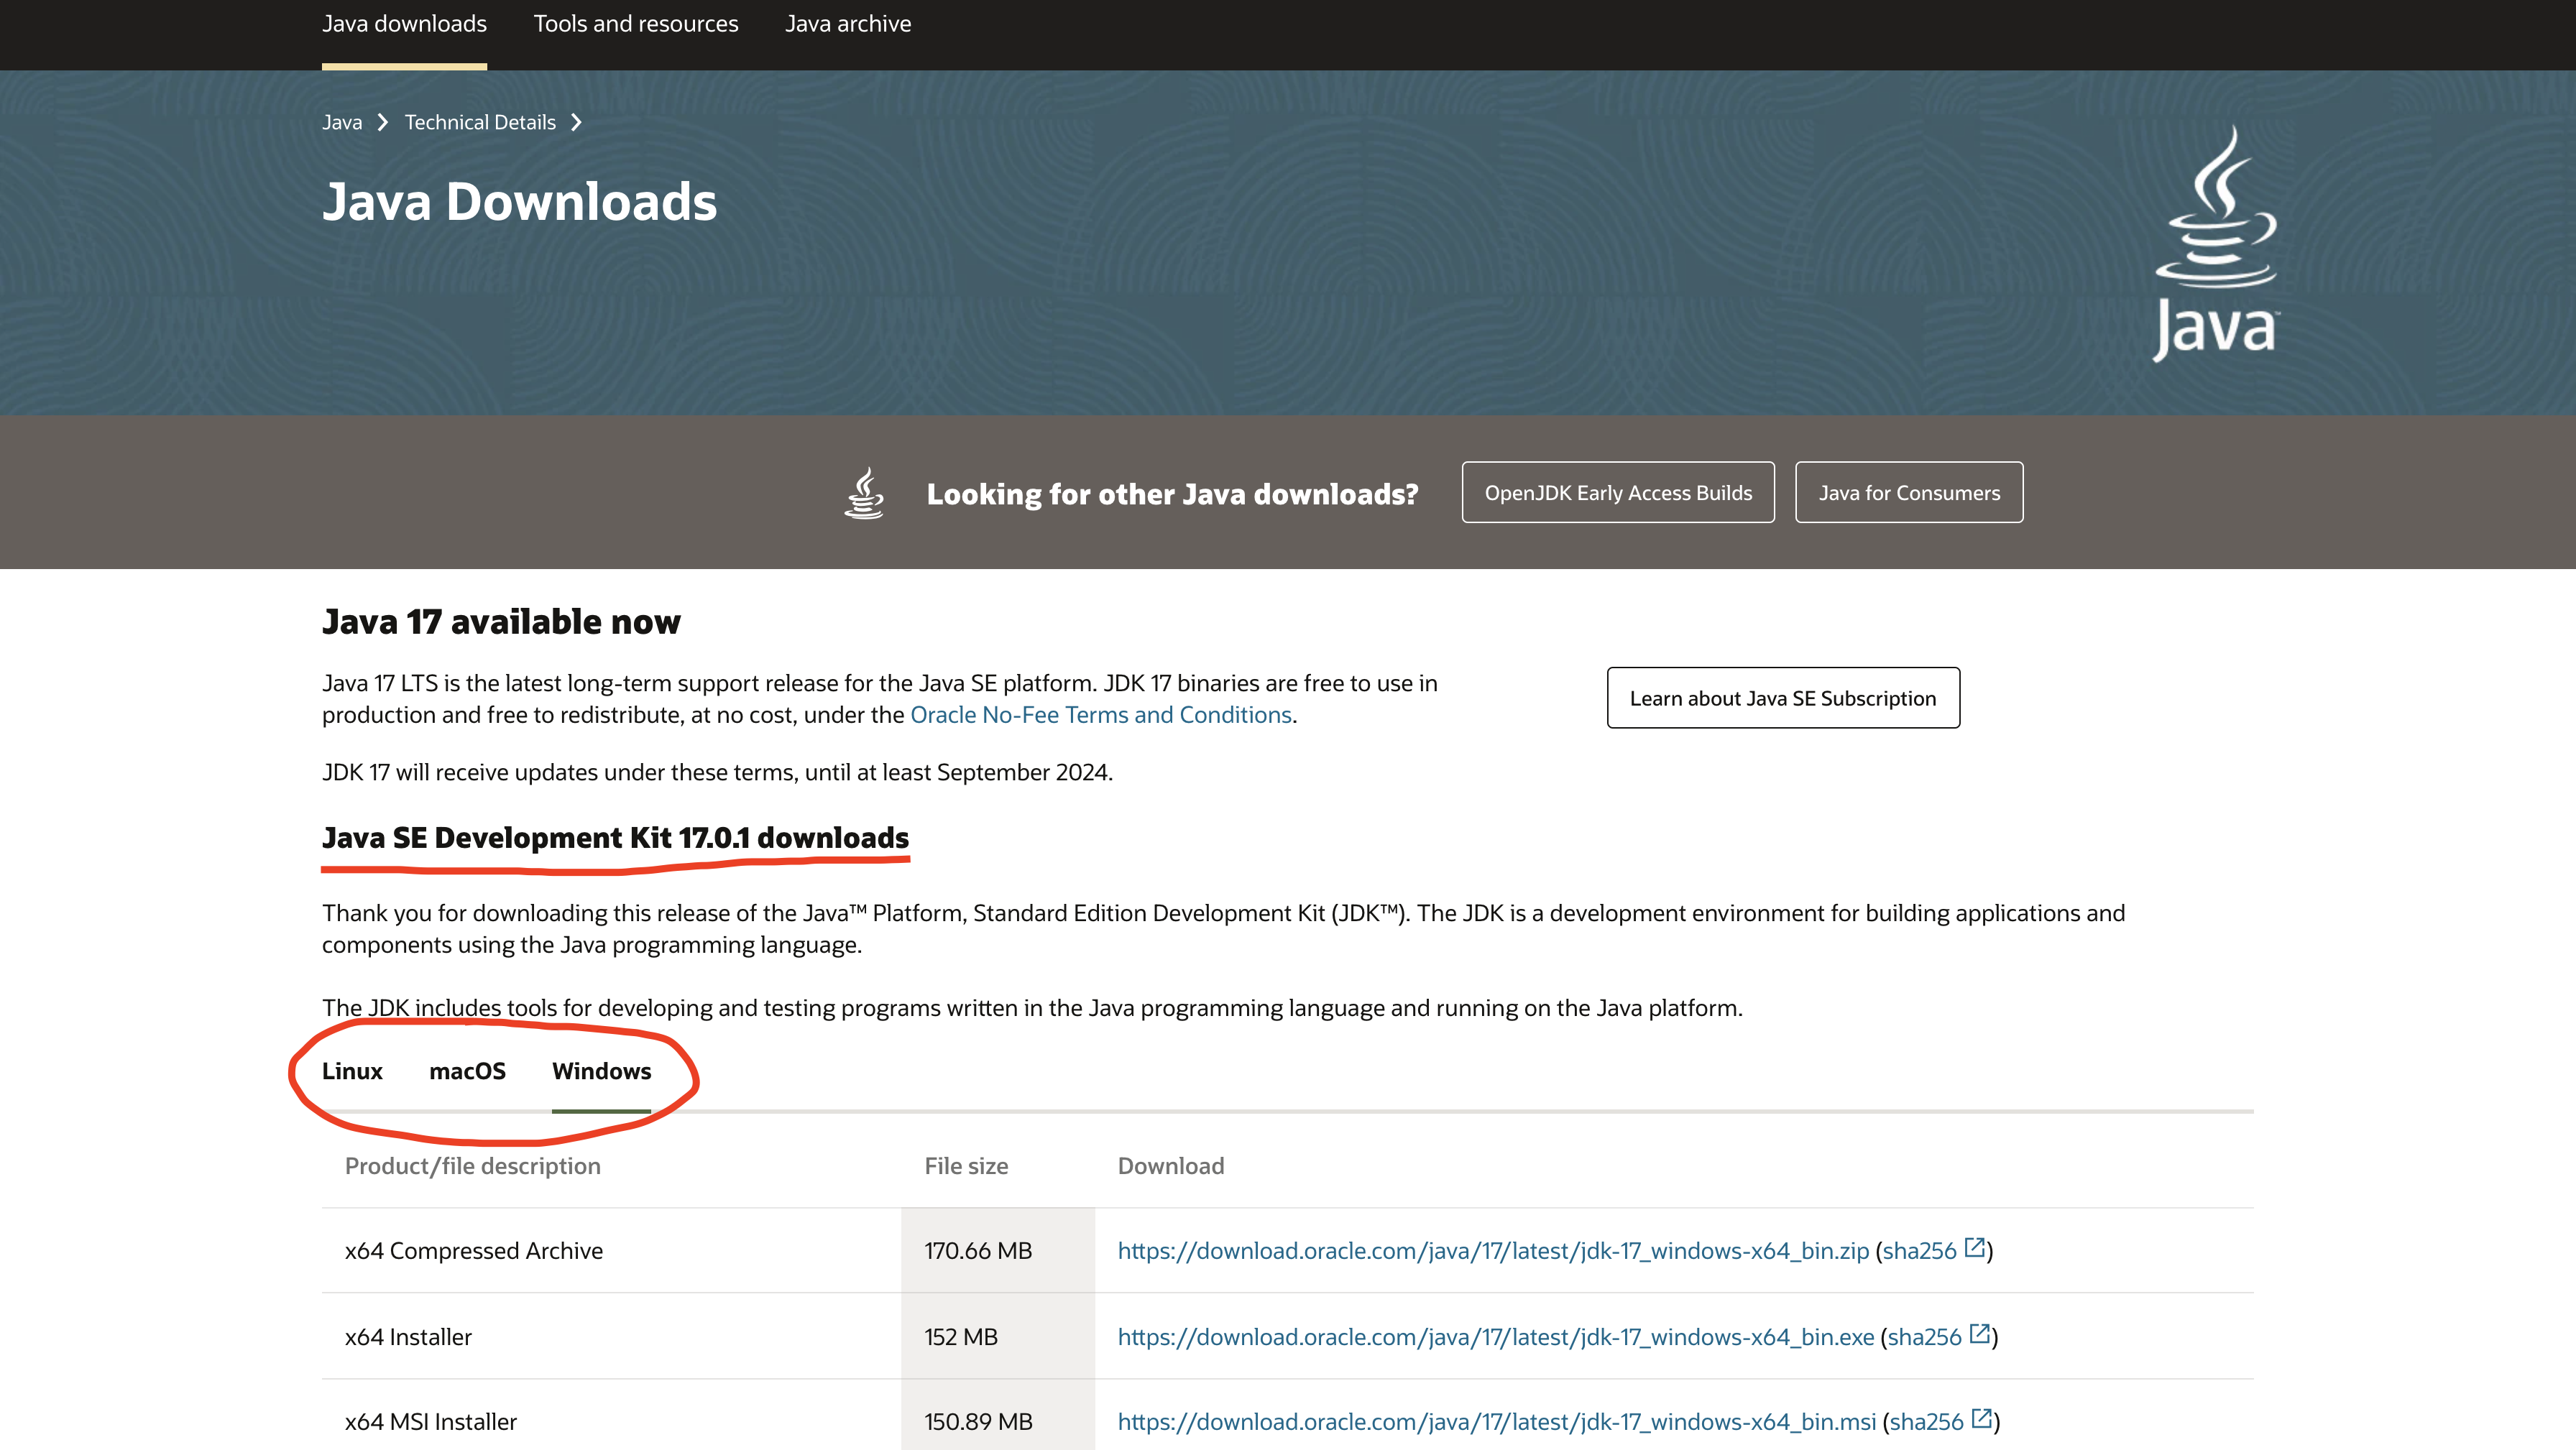 Java downloads Tools and resources Java archive
Java Technical Details
Java Downloads
Java™
Looking for other Java downloads? OpenJDK Early Access Builds Java for Consumers
Java 17 available now
Java 17 LTS is the latest long-term support release for the Java SE platform. JDK 17 binaries are free to use in
production and free to redistribute, at no cost, under the Oracle No-Fee Terms and Conditions.
Learn about Java SE Subscription
JDK 17 will receive updates under these terms, until at least September 2024.
Java SE Development Kit 17.0.1 downloads
Thank you for downloading this release of the Java™ Platform, Standard Edition Development Kit (JDK™). The JDK is a development environment for building applications and
components using the Java programming language.
The JDK includes tools for developing and testing programs written in the Java programming language and running on the Java platform.
Linux macOS Windows
Product/file description File size Download
x64 Compressed Archive 170.66 MB https://download.oracle.com/java/17/latest/jdk-17_windows-x64_bin.zip (sha256)
x64 Installer 152 MB https://download.oracle.com/java/17/latest/jdk-17_windows-x64_bin.exe (sha256)
x64 MSI Installer 150.89 MB https://download.oracle.com/java/17/latest/jdk-17_windows-x64_bin.msi (sha256)